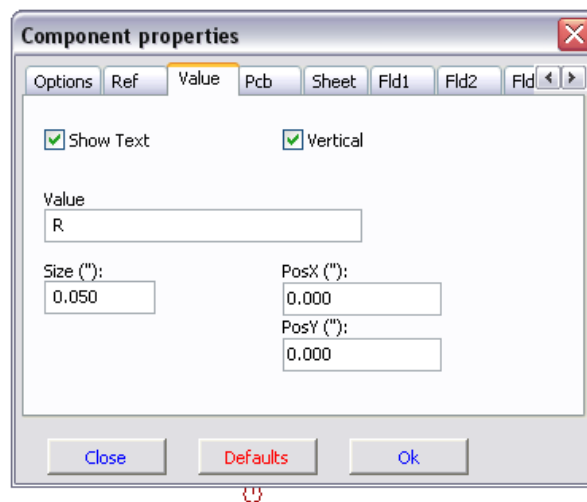 Component properties
Options Ref Value Pcb Sheet Fld1 Fld2 Fld
Show Text Vertical
Value
R
Size ("): PosX ("):
0.050 0.000
PosY ("):
0.000
Close Defaults Ok